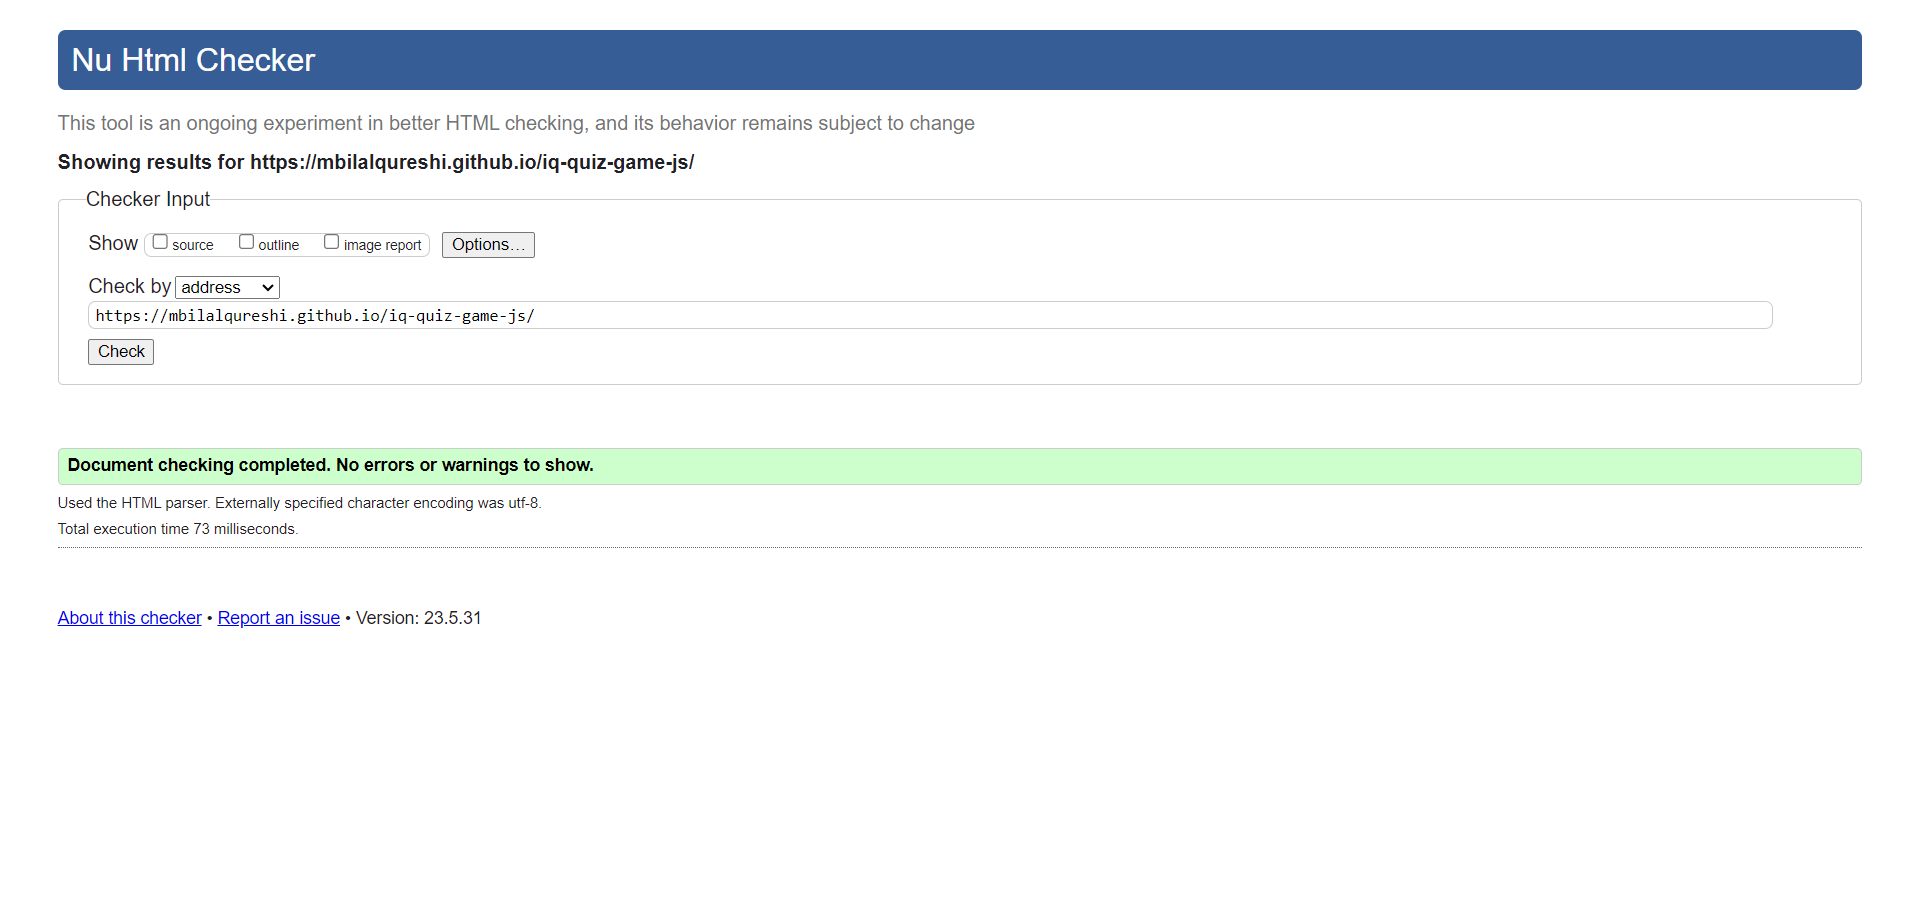 Nu Html Checker
This tool is an ongoing experiment in better HTML checking, and its behavior remains subject to change
Showing results for https://mbilalqureshi.github.io/iq-quiz-game-js/
Checker Input
Show source outline image report Options...
Check by address
https://mbilalqureshi.github.io/iq-quiz-game-js/
Check
Document checking completed. No errors or warnings to show.
Used the HTML parser. Externally specified character encoding was utf-8.
Total execution time 73 milliseconds.
About this checker • Report an issue • Version: 23.5.31